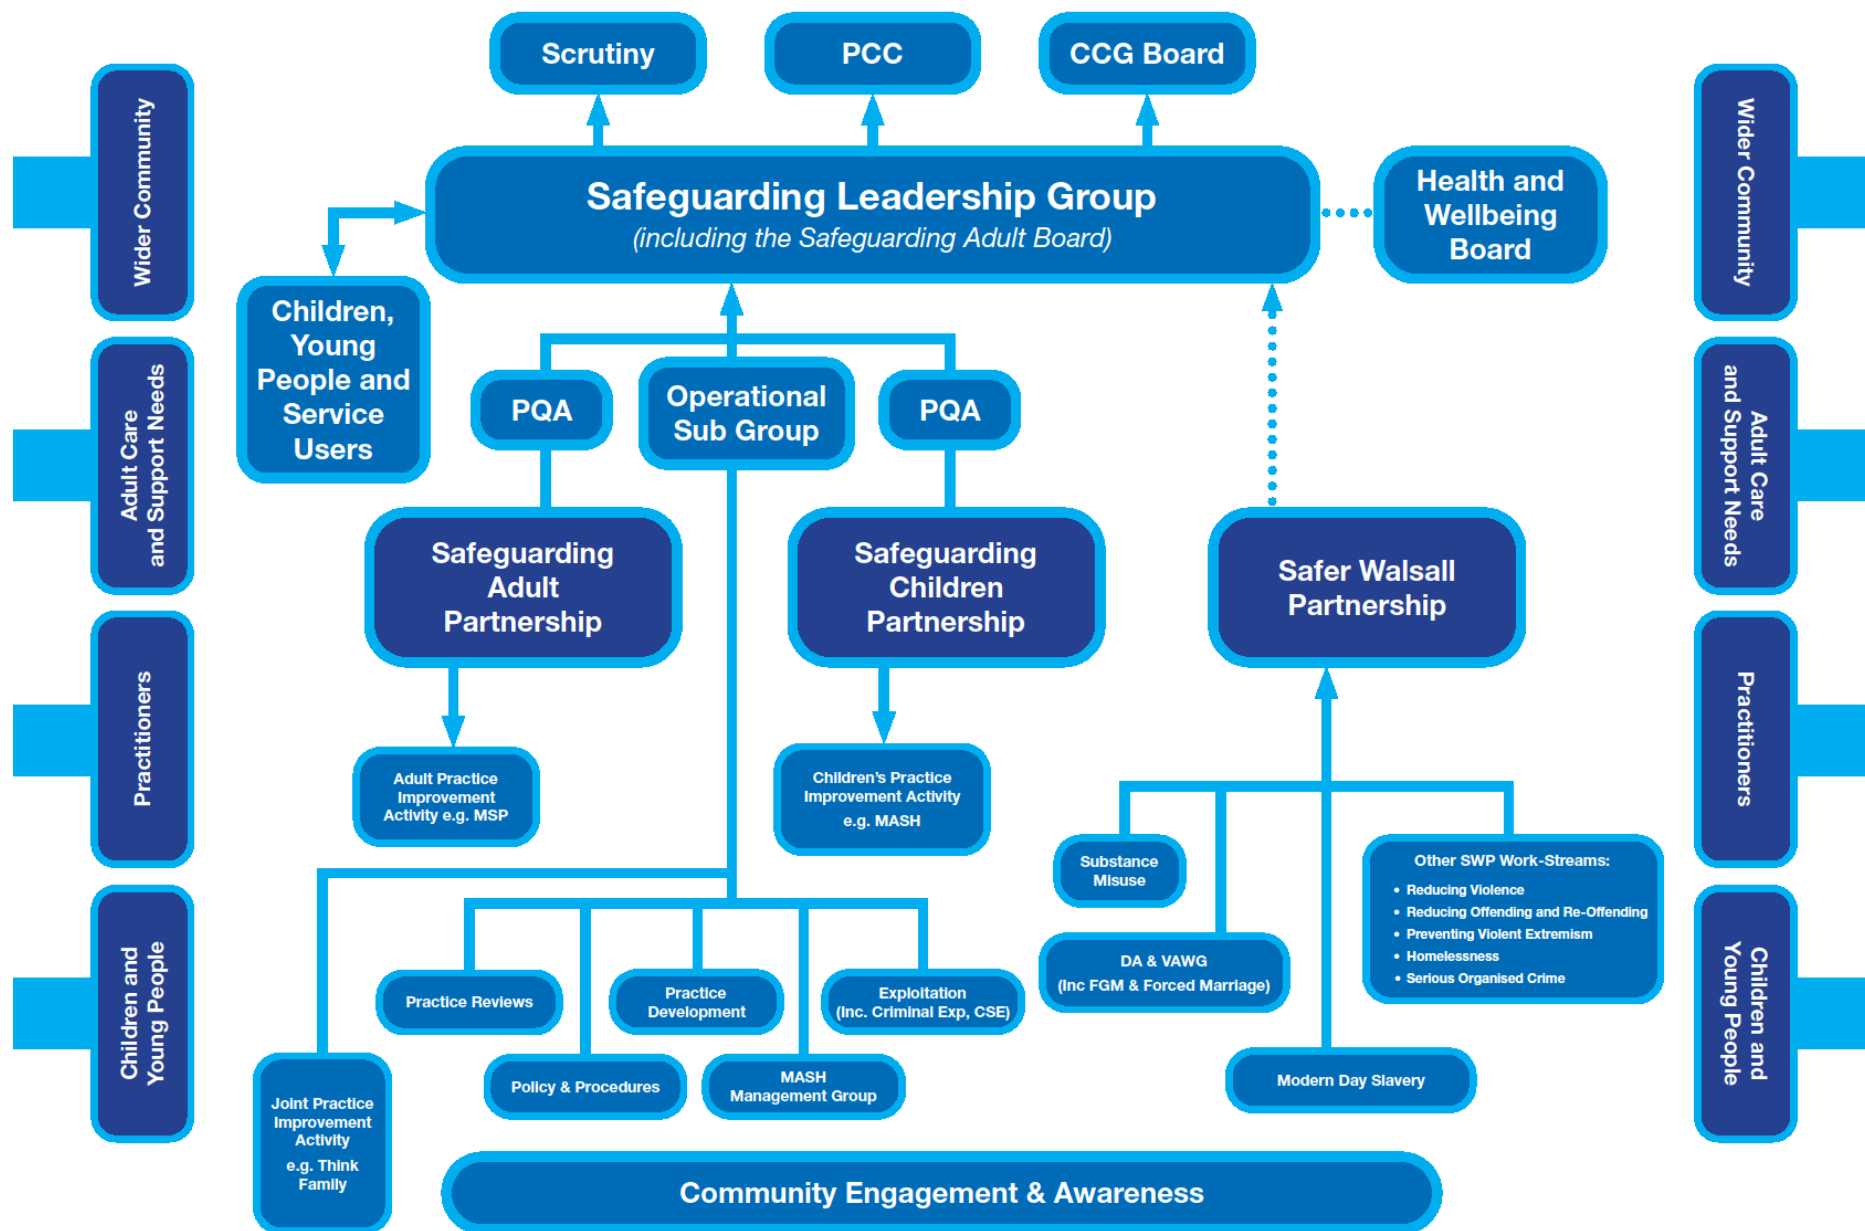 Scrutiny
PCC
CCG Board
Wider Community
Wider Community
Safeguarding Leadership Group
(including the Safeguarding Adult Board)
Health and
Wellbeing
Board
Children,
Young
People and
Service
Users
Adult Care
and Support Needs
PQA
Operational
Sub Group
PQA
Adult Care
and Support Needs
Safeguarding
Adult
Partnership
Safeguarding
Children
Partnership
Safer Walsall
Partnership
Practitioners
Practitioners
Adult Practice
Improvement
Activity e.g. MSP
Children's Practice
Improvement Activity
e.g. MASH
Substance
Misuse
Other SWP Work-Streams:
• Reducing Violence
• Reducing Offending and Re-Offending
• Preventing Violent Extremism
• Homelessness
• Serious Organised Crime
Children and
Young People
Children and
Young People
DA & VAWG
(Inc FGM & Forced Marriage)
Practice Reviews
Practice
Development
Exploitation
(Inc. Criminal Exp, CSE)
Policy & Procedures
MASH
Management Group
Modern Day Slavery
Joint Practice
Improvement
Activity
e.g. Think
Family
Community Engagement & Awareness